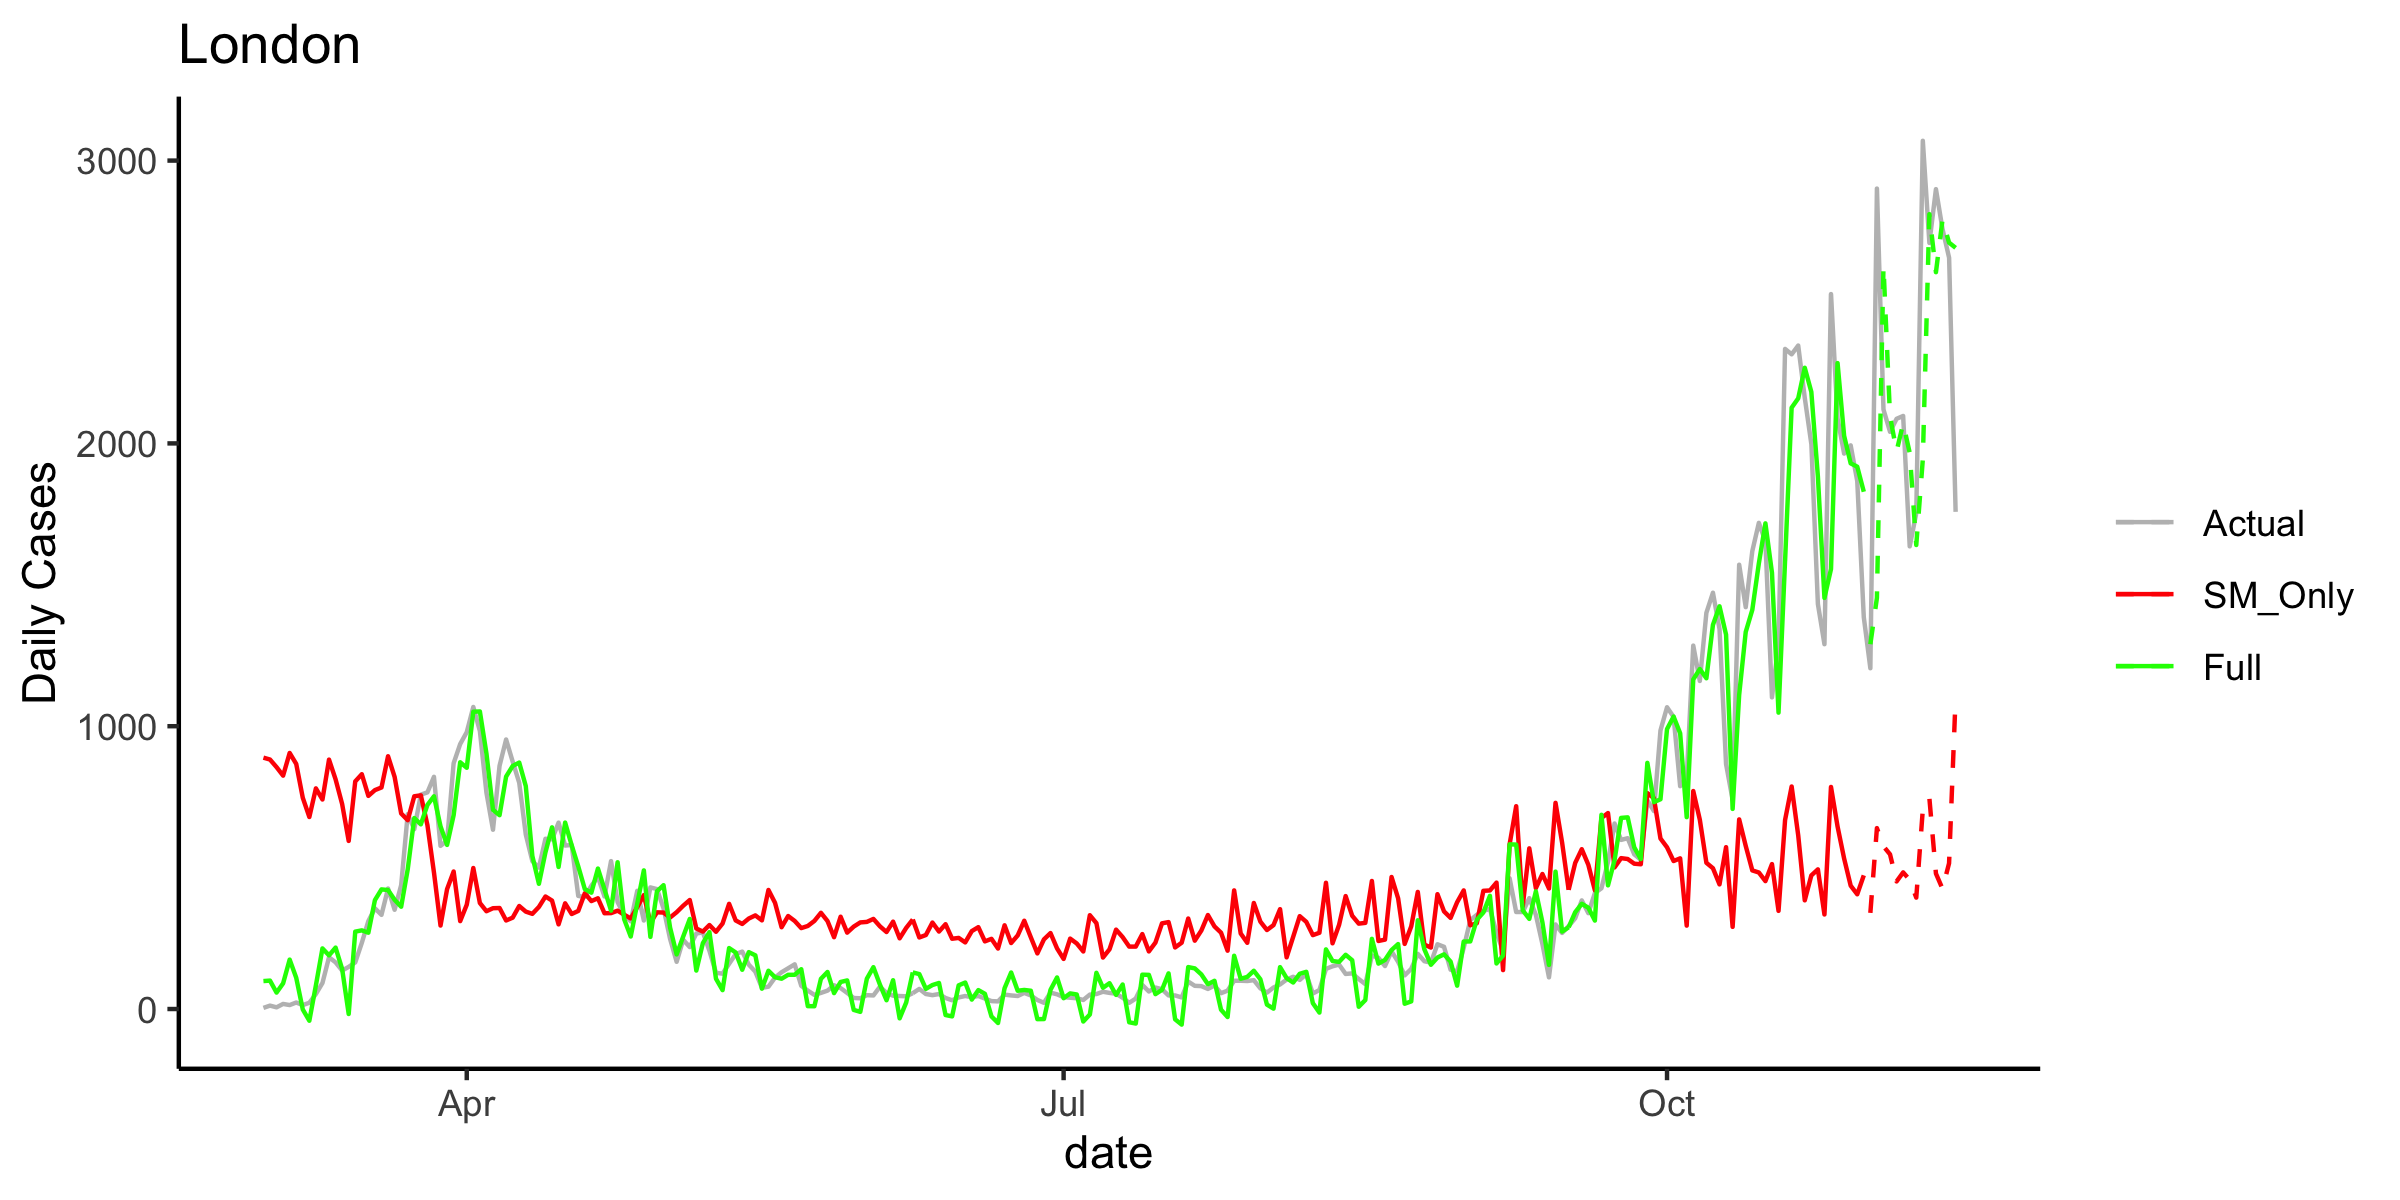 London
3000
2000
1000
0
Daily Cases
Apr
Jul
Oct
date
Actual
SM_Only
Full